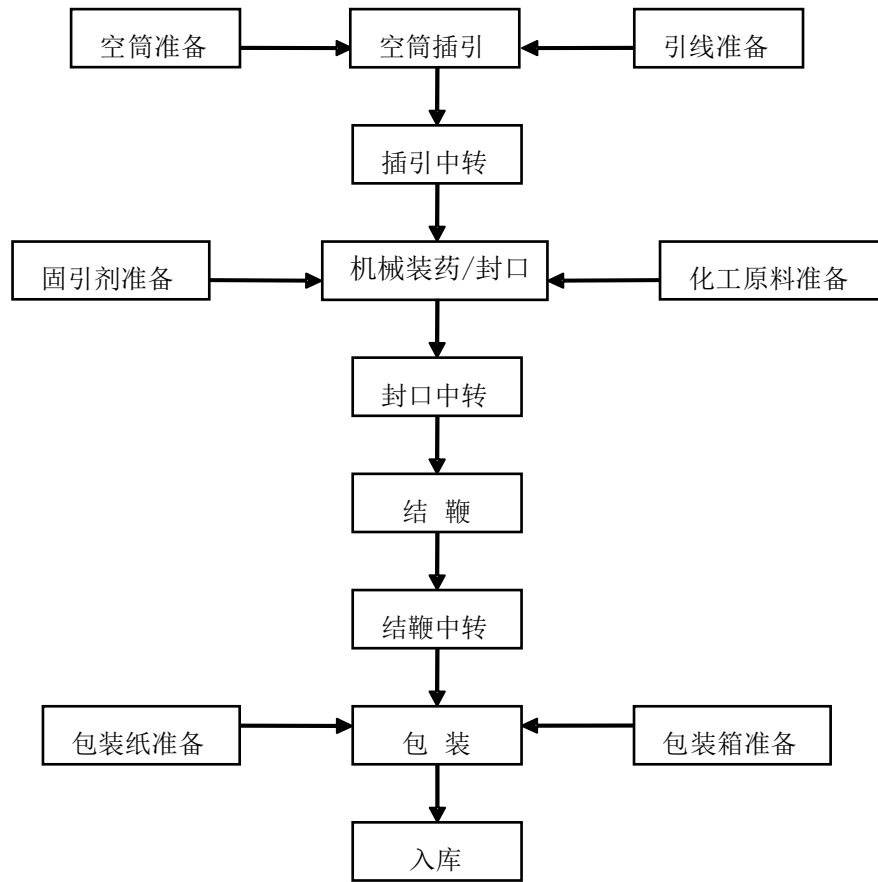 空筒准备
空筒插引
引线准备
插引中转
固引剂准备
机械装药/封口
化工原料准备
封口中转
结 鞭
结鞭中转
包装纸准备
包 装
包装箱准备
入库